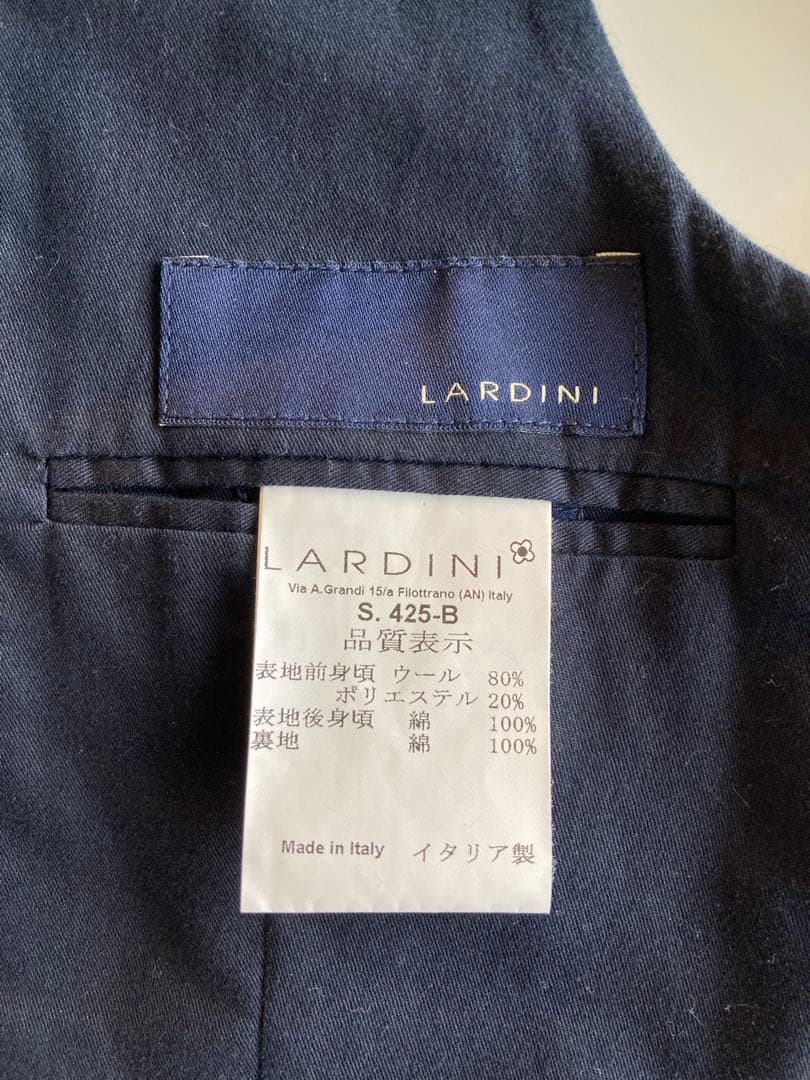 LARDINI
LARDINI
Via A.Grandi 15/a Filottrano (AN) Italy
S. 425-B
品質表示
表地前身頃 ウール 80%
ポリエステル 20%
表地後身頃 綿 100%
裏地 綿 100%
Made in Italy イタリア製